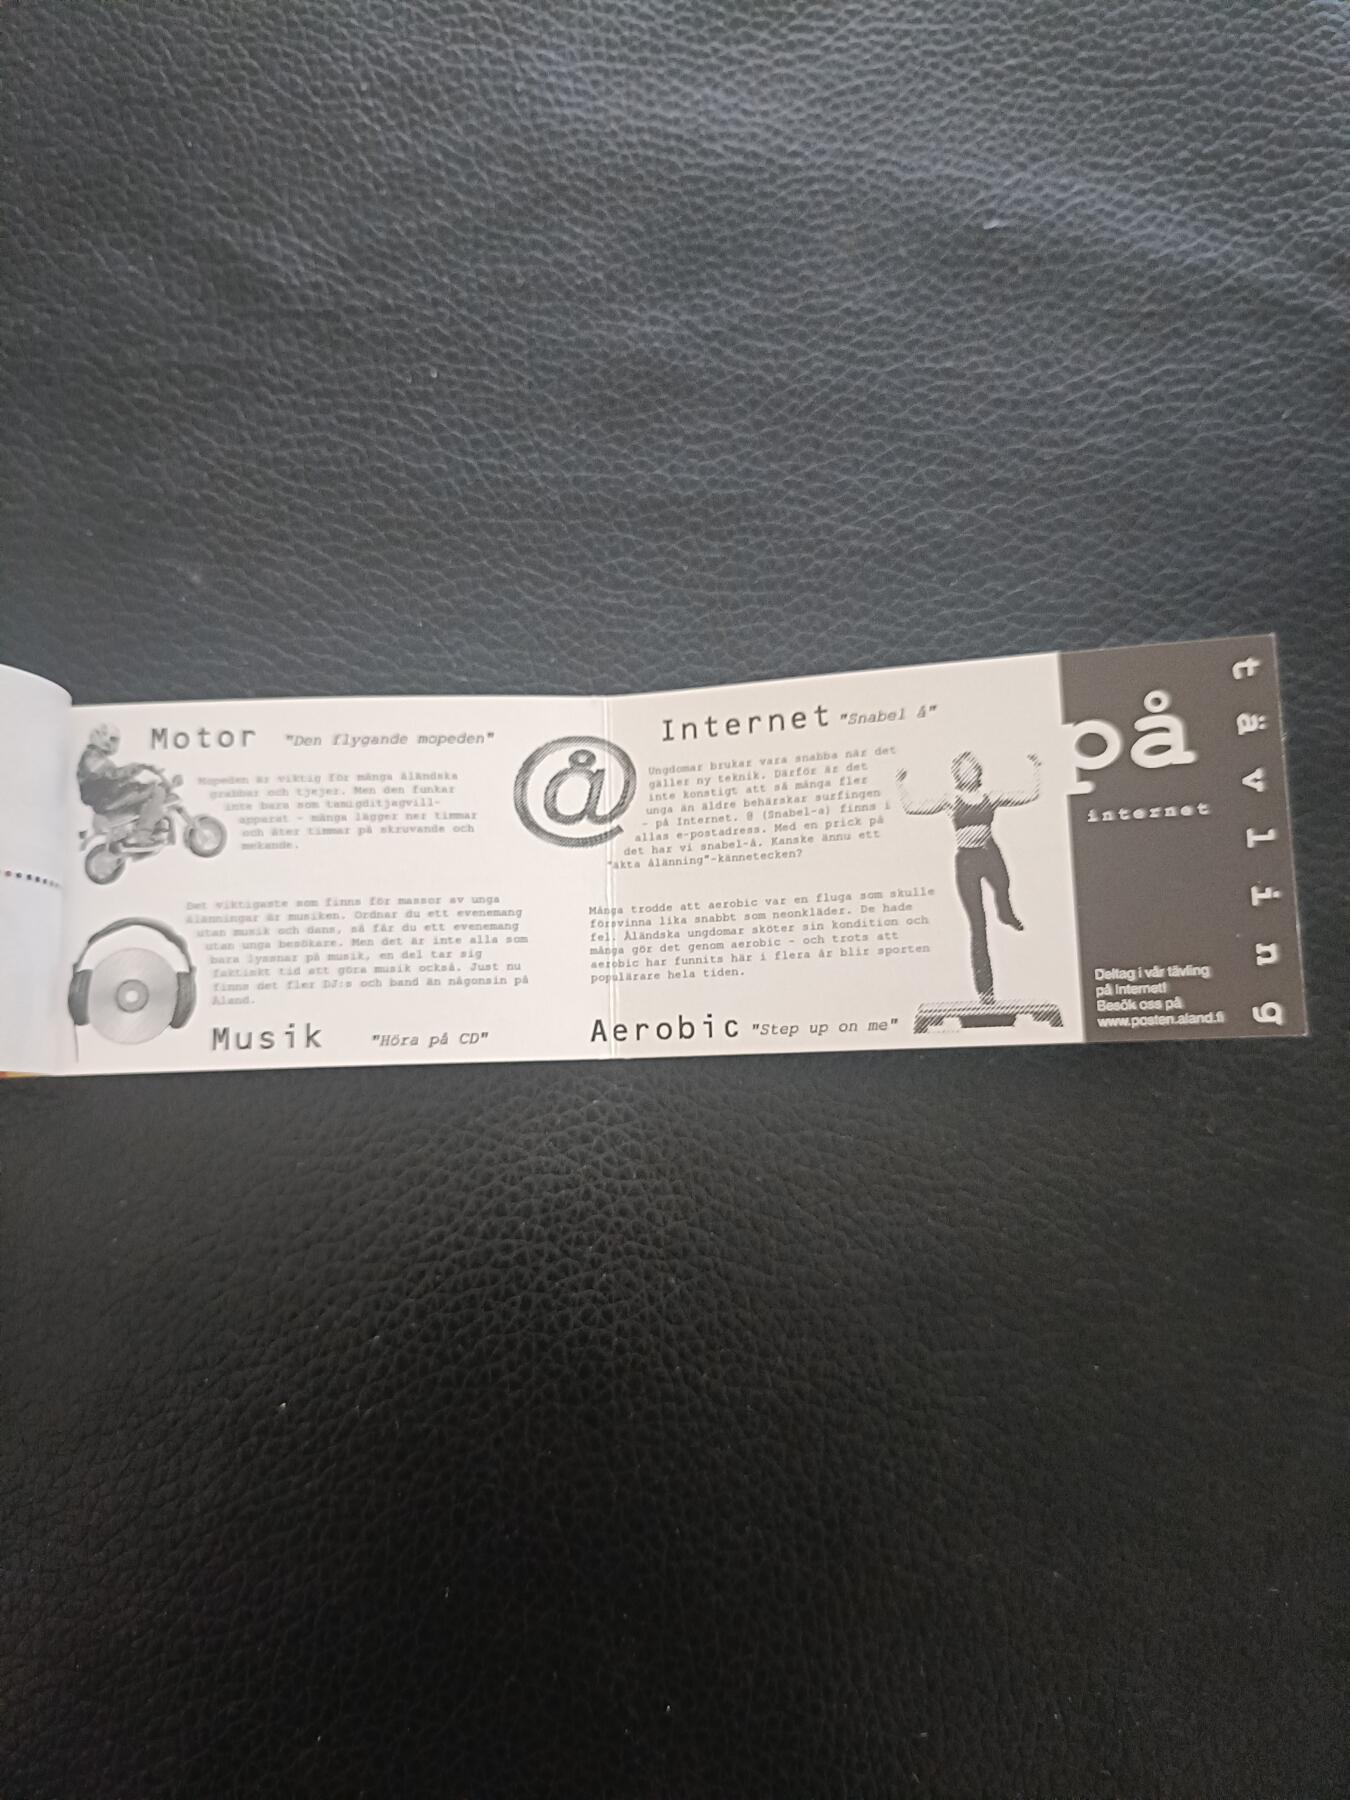 Motor "Den flygande mopeden"
Mopeden är viktig för många åländska
grabbar och tjejer. Men den funkar
inte bara som tamigditjagvill-
apparat - många lägger ner timmar
och åter timmar på skruvande och
mekande.
Det viktigaste som finns för massor av unga
ålänningar är musiken. Ordnar du ett evenemang
utan musik och dans, så får du ett evenemang
utan unga besökare. Men det är inte alla som
bara lyssnar på musik, en del tar sig
faktiskt tid att göra musik också. Just nu
finns det fler DJ:s och band än någonsin på
Åland.
Musik "Höra på CD"
@
Internet "Snabel å"
Ungdomar brukar vara snabba när det
gäller ny teknik. Därför är det
inte konstigt att så många fler
unga än äldre behärskar surfingen
- på Internet. @ (Snabel-a) finns i
allas e-postadress. Med en prick på
det har vi snabel-å. Kanske ännu ett
"äkta ålänning"-kännetecken?
Många trodde att aerobic var en fluga som skulle
försvinna lika snabbt som neonkläder. De hade
fel. Åländska ungdomar sköter sin kondition och
många gör det genom aerobic - och trots att
aerobic har funnits här i flera år blir sporten
populärare hela tiden.
Aerobic "Step up on me"
på
internet
Deltag i vår tävling
på Internet!
Besök oss på
www.posten.aland.fi
tävling